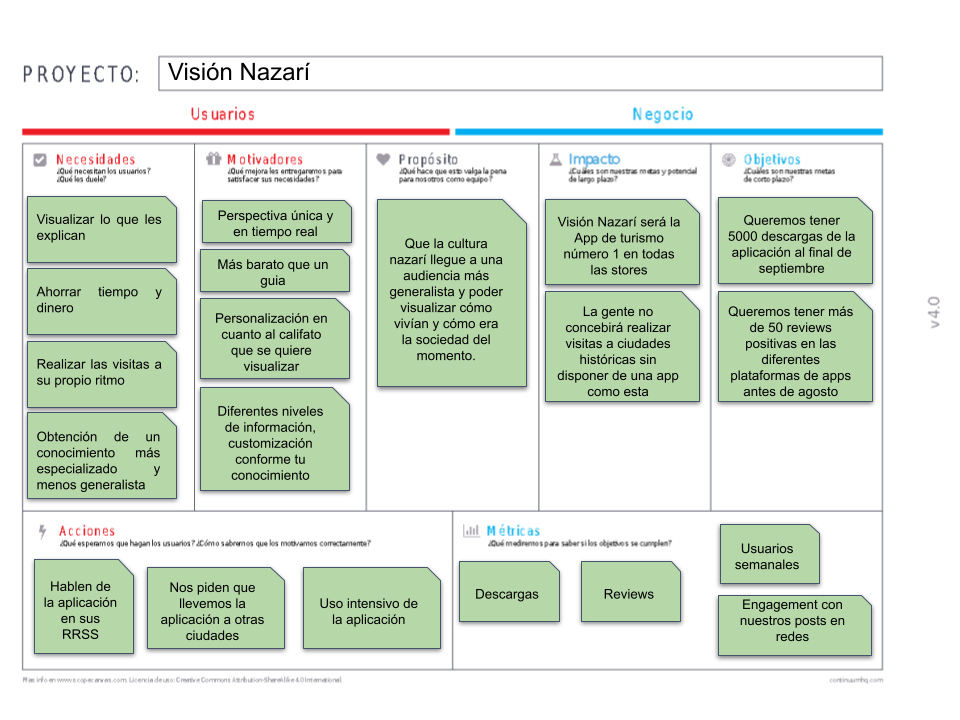 PROYECTO:
Visión Nazarí
Usuarios
Negocio
Necesidades
¿Qué necesitan los usuarios?
¿Qué les duele?
Visualizar lo que les
explican
Ahorrar tiempo y
dinero
Realizar las visitas a
su propio ritmo
Obtención de un
conocimiento más
especializado y
menos generalista
Motivadores
¿Qué mejora les entregaremos para
satisfacer sus necesidades?
Perspectiva única y
en tiempo real
Más barato que un
guia
Personalización en
cuanto al califato
que se quiere
visualizar
Diferentes niveles
de información,
customización
conforme tu
conocimiento
Propósito
¿Qué hace que esto valga la pena
para nosotros como equipo?
Que la cultura
nazarí llegue a una
audiencia más
generalista y poder
visualizar cómo
vivían y cómo era
la sociedad del
momento.
Impacto
¿Cuáles son nuestras metas y potencial
de largo plazo?
Visión Nazarí será la
App de turismo
número 1 en todas
las stores
La gente no
concebirá realizar
visitas a ciudades
históricas sin
disponer de una app
como esta
Objetivos
¿Cuáles son nuestras metas
de corto plazo?
Queremos tener
5000 descargas de la
aplicación al final de
septiembre
Queremos tener más
de 50 reviews
positivas en las
diferentes
plataformas de apps
antes de agosto
v4.0
Acciones
¿Qué esperamos que hagan los usuarios? ¿Cómo sabremos que los motivamos correctamente?
Hablen de
la aplicación
en sus
RRSS
Nos piden que
llevemos la
aplicación a otras
ciudades
Uso intensivo de
la aplicación
Métricas
¿Qué mediremos para saber si los objetivos se cumplen?
Descargas
Reviews
Usuarios
semanales
Engagement con
nuestros posts en
redes
Mas info en www.scopecanvas.com. Licencia de uso: Creative Commons Attribution-ShareAlike 4.0 International.
continuumhq.com